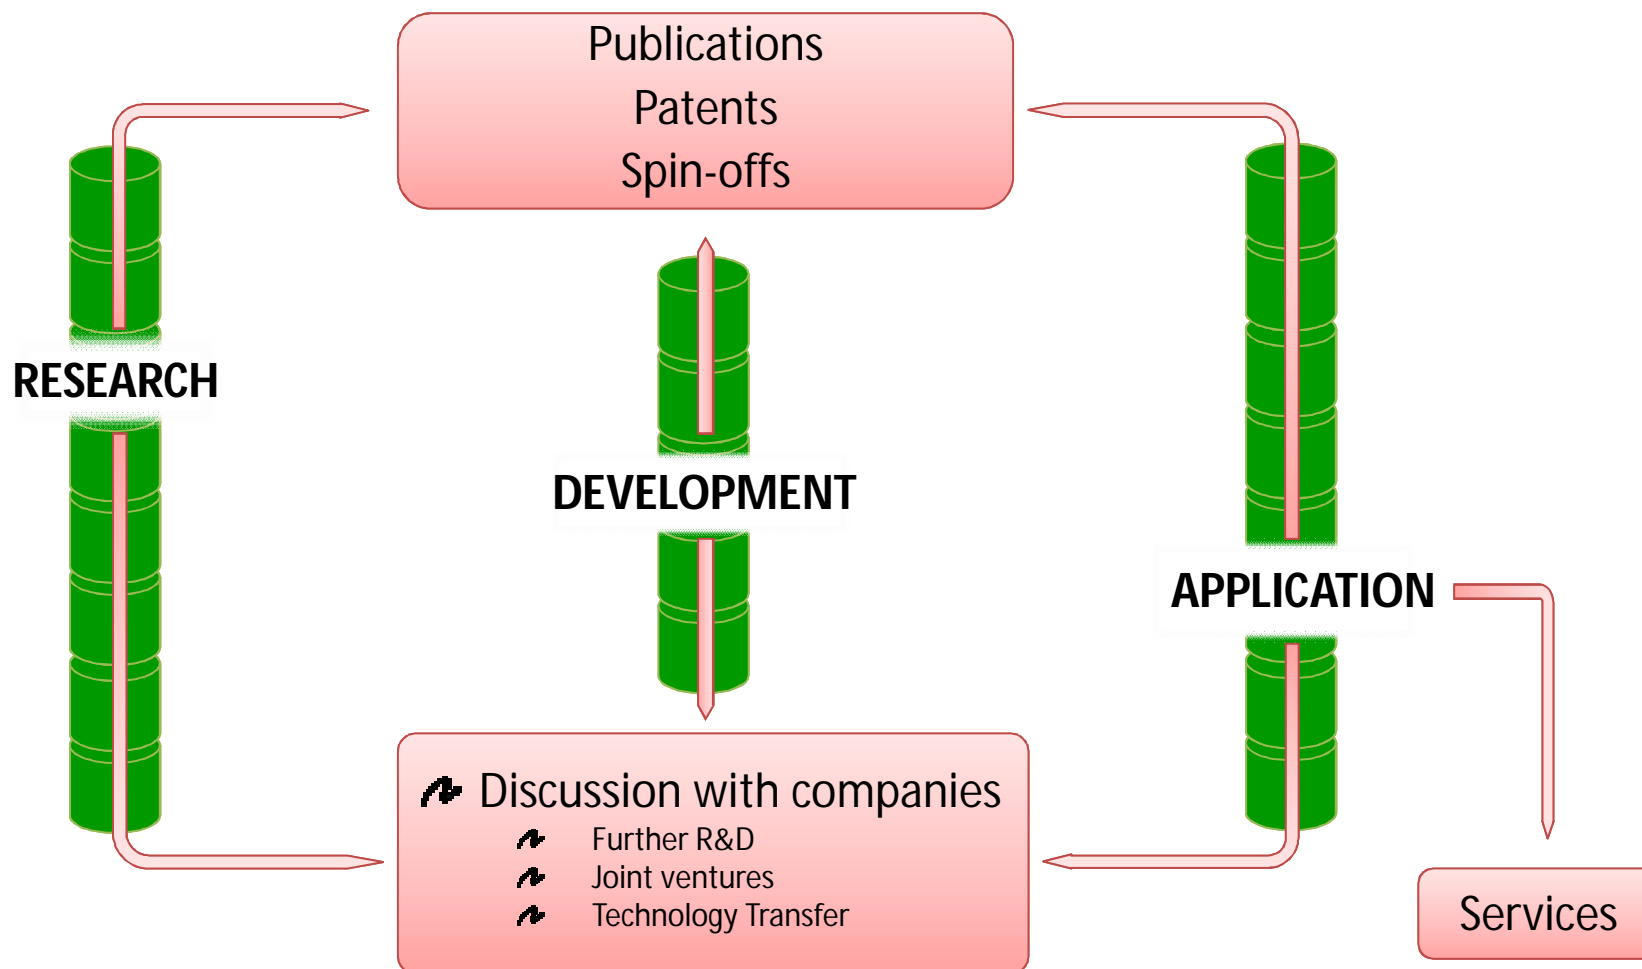 Publications
Patents
Spin-offs
RESEARCH
DEVELOPMENT
APPLICATION
Discussion with companies
Further R&D
Joint ventures
Technology Transfer
Services